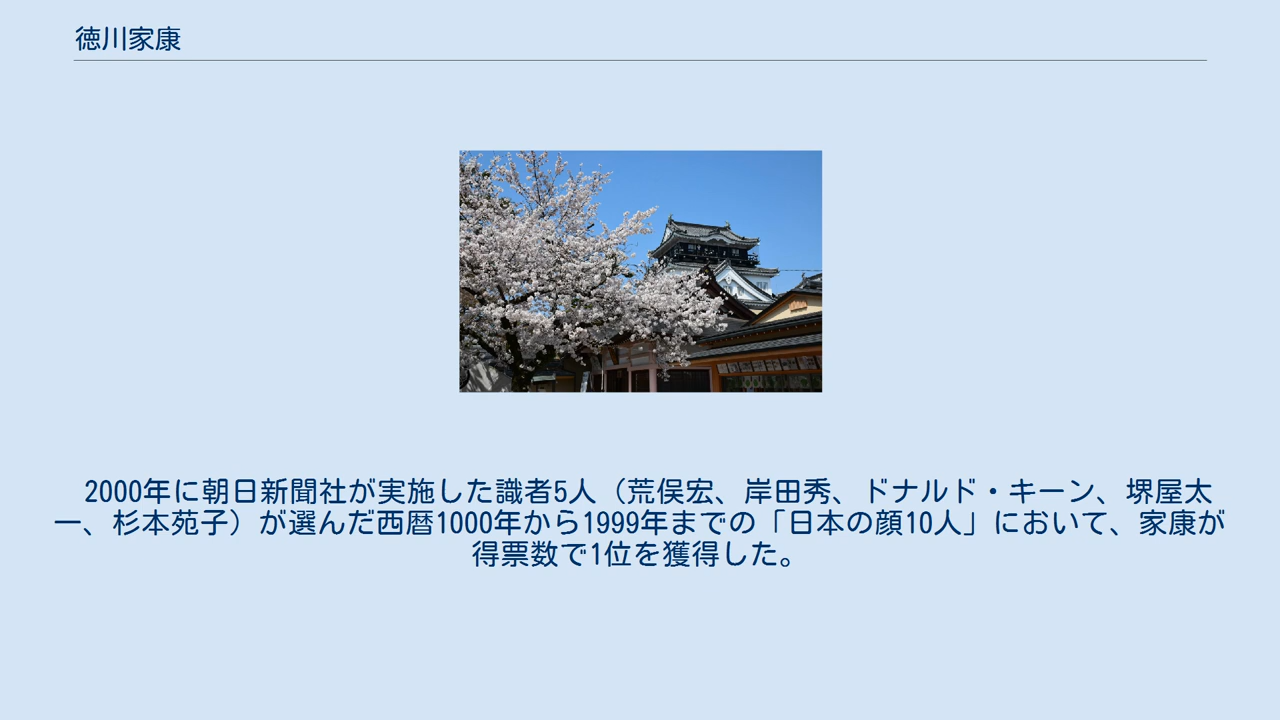 徳川家康
2000年に朝日新聞社が実施した識者5人（荒俣宏、岸田秀、ドナルド・キーン、堺屋太
一、杉本苑子）が選んだ西暦1000年から1999年までの「日本の顔10人」において、家康が
得票数で1位を獲得した。